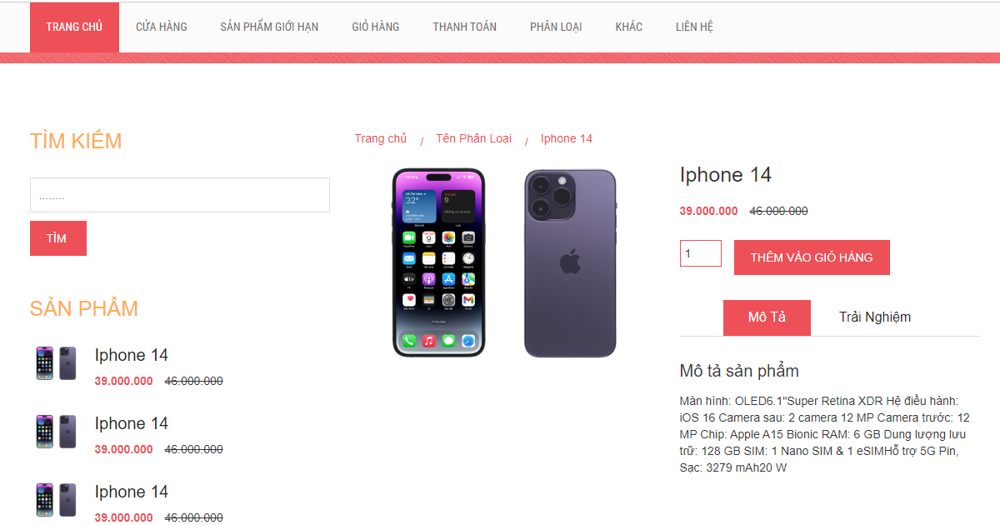 TRANG CHỦ CỬA HÀNG SẢN PHẨM GIỚI HẠN GIỎ HÀNG THANH TOÁN PHÂN LOẠI KHÁC LIÊN HỆ
TÌM KIẾM
........
TÌM
SẢN PHẨM
Iphone 14
39.000.000 46.000.000
Iphone 14
39.000.000 46.000.000
Iphone 14
39.000.000 46.000.000
Trang chủ / Tên Phân Loại / Iphone 14
32°
9
9
Iphone 14
39.000.000 46.000.000
1 THÊM VÀO GIỎ HÀNG
Mô Tả Trải Nghiệm
Mô tả sản phẩm
Màn hình: OLED6.1"Super Retina XDR Hệ điều hành:
iOS 16 Camera sau: 2 camera 12 MP Camera trước: 12
MP Chip: Apple A15 Bionic RAM: 6 GB Dung lượng lưu
trữ: 128 GB SIM: 1 Nano SIM & 1 eSIMHỗ trợ 5G Pin,
Sạc: 3279 mAh20 W